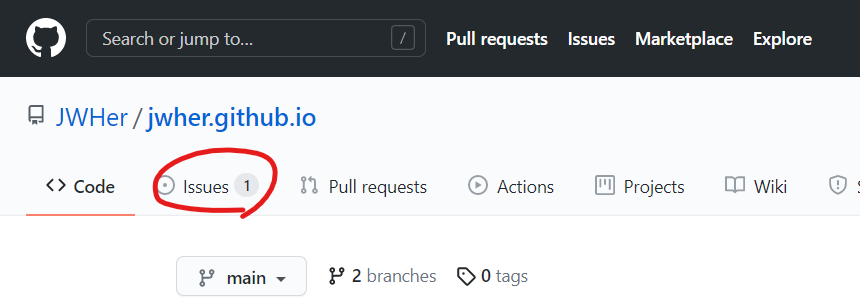 Search or jump to... / Pull requests Issues Marketplace Explore
JWHer / jwher.github.io
Code Issues 1 Pull requests Actions Projects Wiki
main 2 branches 0 tags